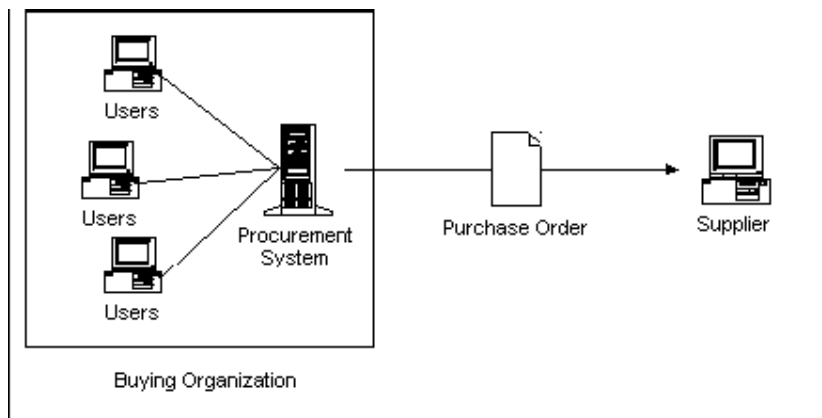 Users
Users
Procurement
System
Purchase Order
Supplier
Users
Buying Organization